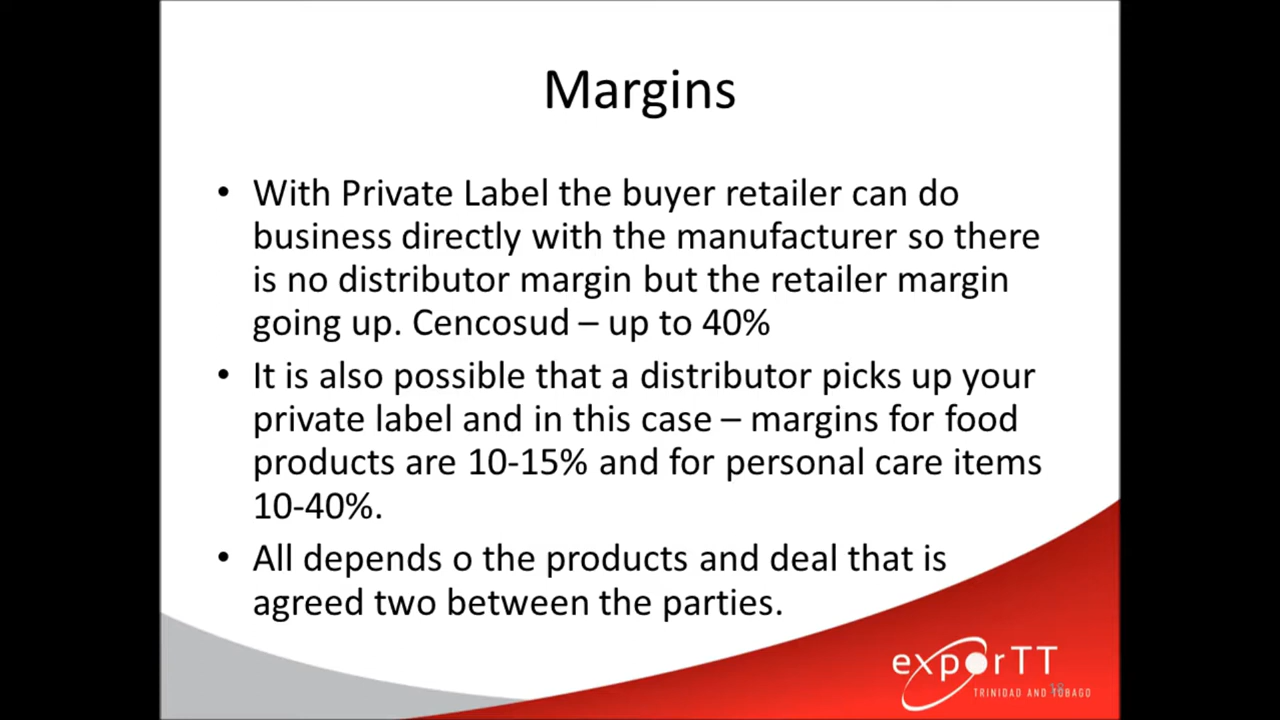 Margins
• With Private Label the buyer retailer can do
business directly with the manufacturer so there
is no distributor margin but the retailer margin
going up. Cencosud – up to 40%
• It is also possible that a distributor picks up your
private label and in this case – margins for food
products are 10-15% and for personal care items
10-40%.
• All depends o the products and deal that is
agreed two between the parties.
exporTT
TRINIDAD AND TOBAGO